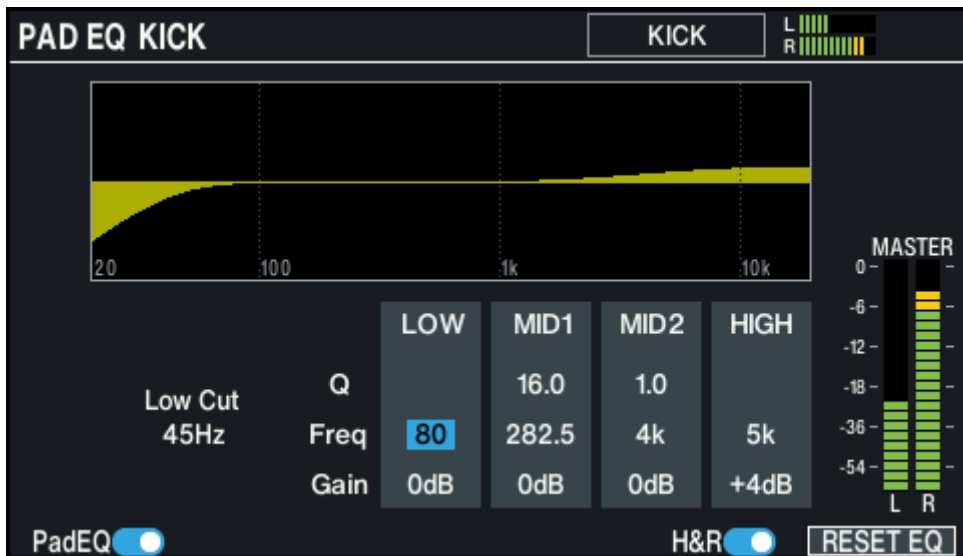 PAD EQ KICK
KICK
L
R
20 100 1k 10k
MASTER
0
-6
-12
-18
-36
-54
L R
LOW MID1 MID2 HIGH
Q 16.0 1.0
Low Cut
45Hz
Freq 80 282.5 4k 5k
Gain 0dB 0dB 0dB +4dB
PadEQ H&R RESET EQ